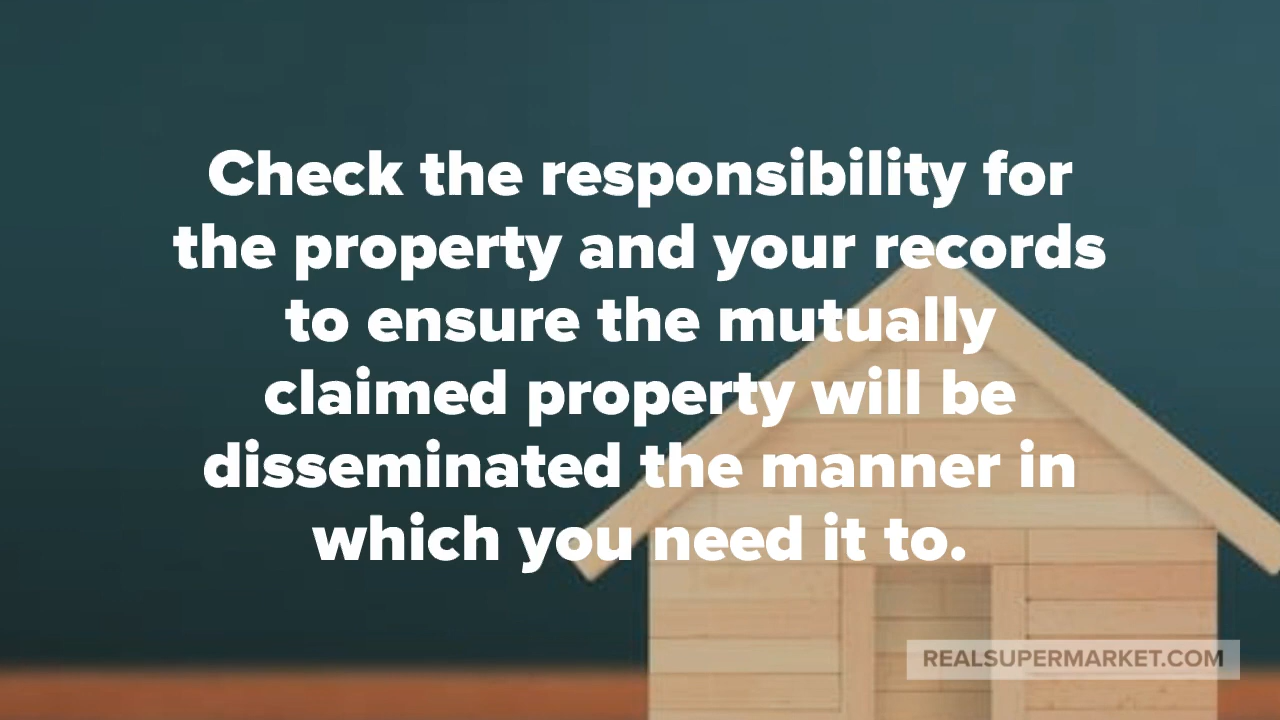 Check the responsibility for
the property and your records
to ensure the mutually
claimed property will be
disseminated the manner in
which you need it to.
REALSUPERMARKET.COM